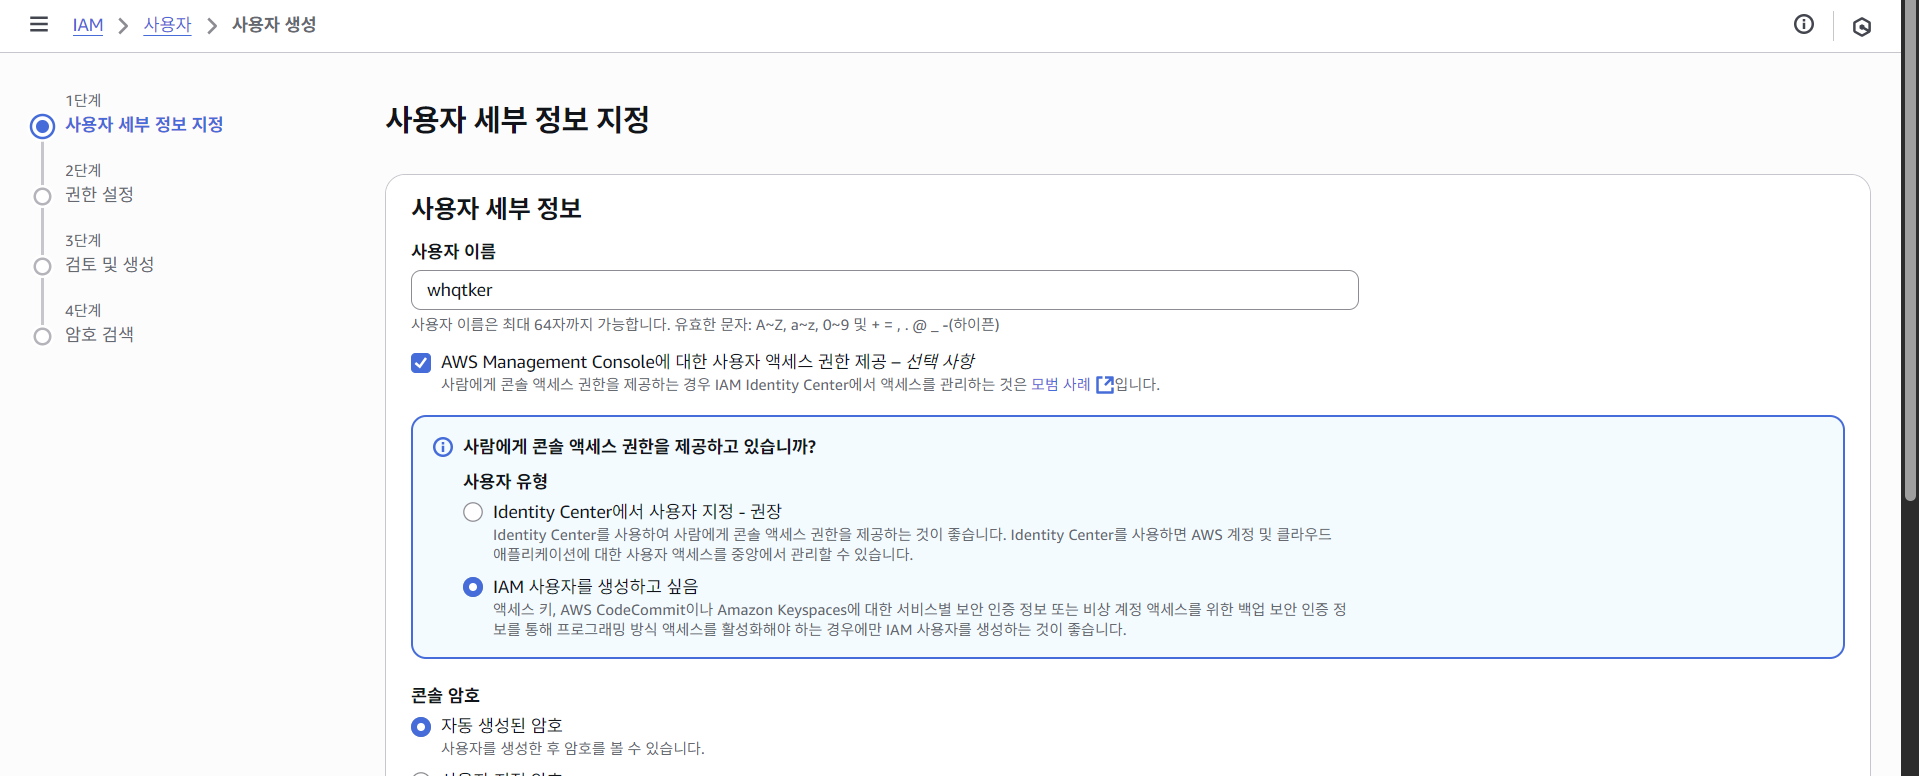 IAM > 사용자 > 사용자 생성
1단계
사용자 세부 정보 지정
2단계
권한 설정
3단계
검토 및 생성
4단계
암호 검색
사용자 세부 정보 지정
사용자 세부 정보
사용자 이름
whqtker
사용자 이름은 최대 64자까지 가능합니다. 유효한 문자: A~Z, a~z, 0~9 및 + = , . @ _ -(하이픈)
AWS Management Console에 대한 사용자 액세스 권한 제공 – 선택 사항
사람에게 콘솔 액세스 권한을 제공하는 경우 IAM Identity Center에서 액세스를 관리하는 것은 모범 사례 입니다.
사람에게 콘솔 액세스 권한을 제공하고 있습니까?
사용자 유형
Identity Center에서 사용자 지정 - 권장
Identity Center를 사용하여 사람에게 콘솔 액세스 권한을 제공하는 것이 좋습니다. Identity Center를 사용하면 AWS 계정 및 클라우드
애플리케이션에 대한 사용자 액세스를 중앙에서 관리할 수 있습니다.
IAM 사용자를 생성하고 싶음
액세스 키, AWS CodeCommit이나 Amazon Keyspaces에 대한 서비스별 보안 인증 정보 또는 비상 계정 액세스를 위한 백업 보안 인증 정
보를 통해 프로그래밍 방식 액세스를 활성화해야 하는 경우에만 IAM 사용자를 생성하는 것이 좋습니다.
콘솔 암호
자동 생성된 암호
사용자를 생성한 후 암호를 볼 수 있습니다.